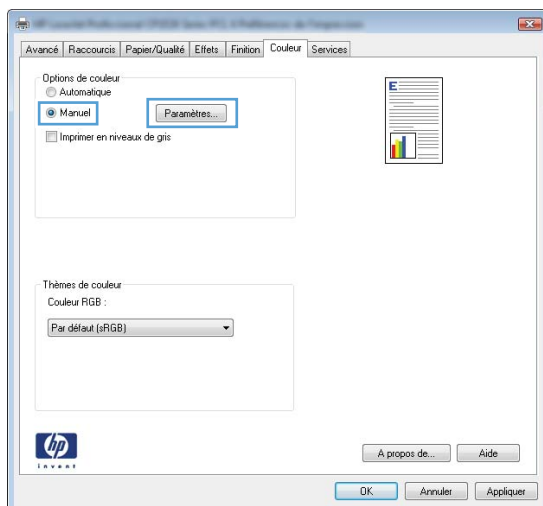 Avancé Raccourcis Papier/Qualité Effets Finition Couleur Services
Options de couleur
Automatique
Manuel Paramètres...
Imprimer en niveaux de gris
E
Thèmes de couleur
Couleur RGB :
Par défaut (sRGB)
hp
invent
A propos de... Aide
OK Annuler Appliquer